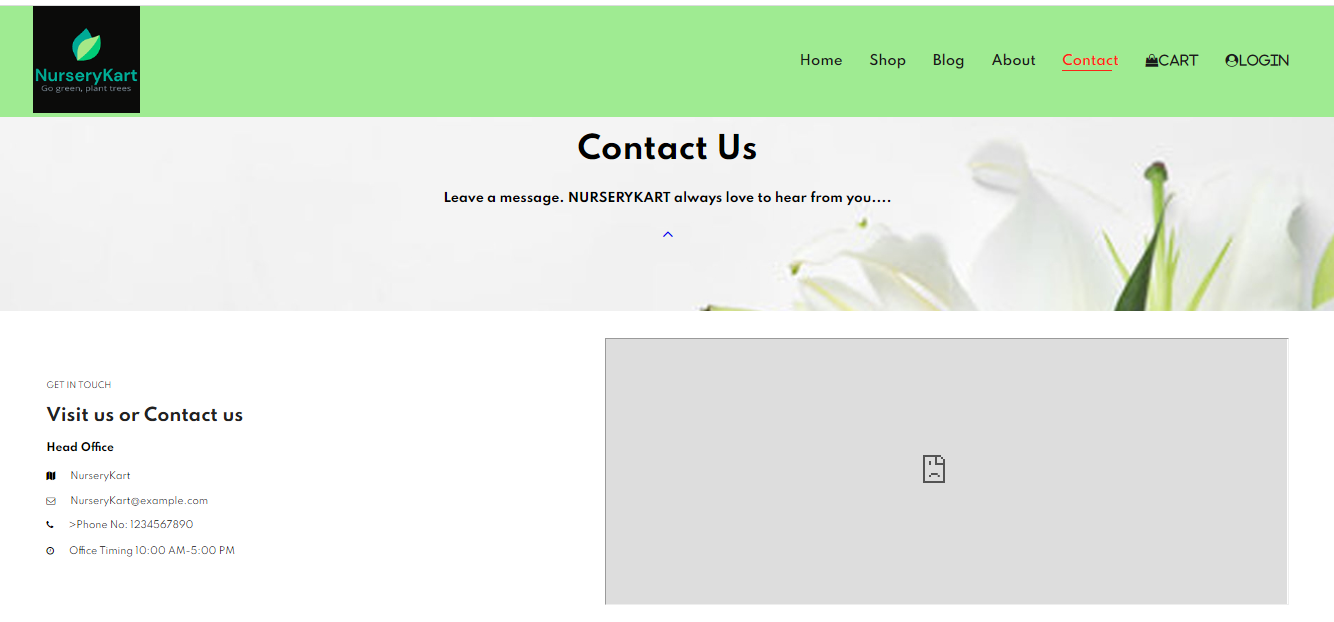 NurseryKart
Go green, plant trees
Home Shop Blog About Contact CART LOGIN
Contact Us
Leave a message. NURSERYKART always love to hear from you....
GET IN TOUCH
Visit us or Contact us
Head Office
NurseryKart
NurseryKart@example.com
>Phone No: 1234567890
Office Timing 10:00 AM-5:00 PM